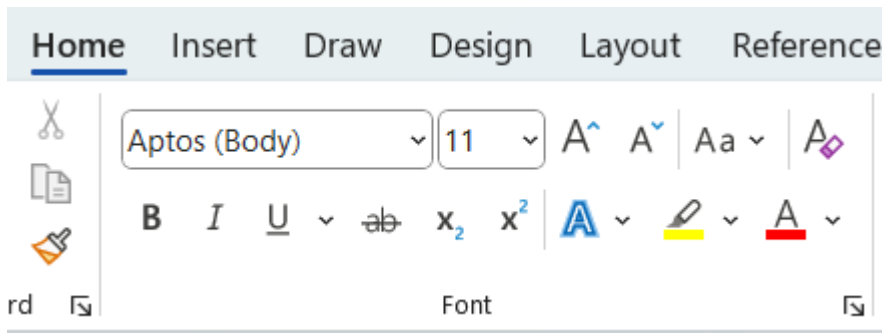 Home Insert Draw Design Layout Reference
Aptos (Body) 11 A A Aa A
B I U ab x₂ x² A A
rd Font